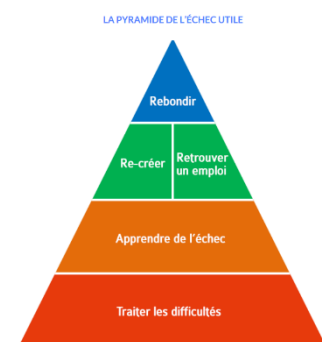 LA PYRAMIDE DE L'ÉCHEC UTILE
Rebondir
Re-créer
Retrouver
un emploi
Apprendre de l'échec
Traiter les difficultés